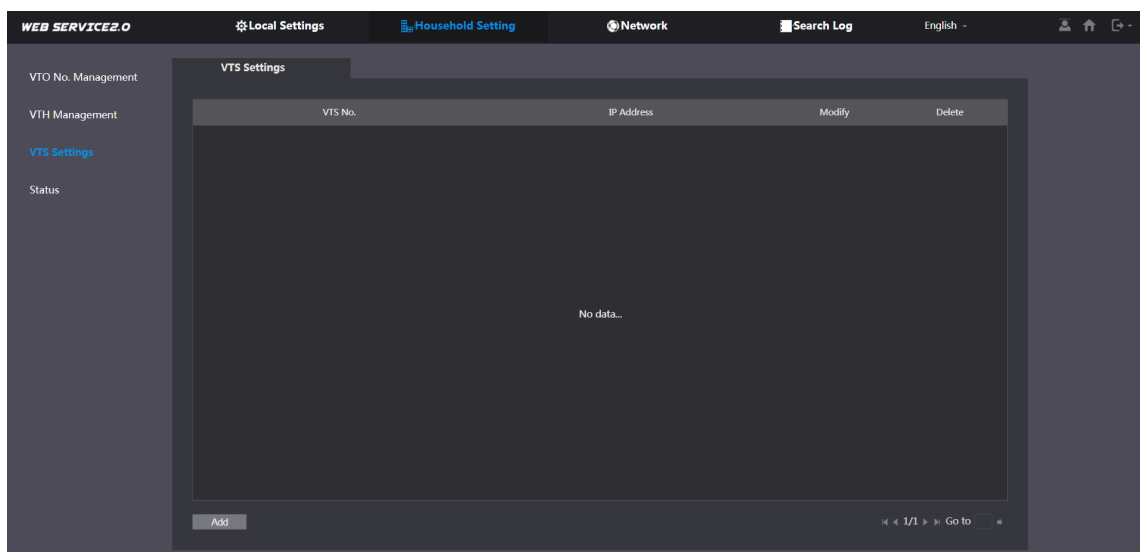 WEB SERVICE2.0 Local Settings Household Setting Network Search Log English
VTO No. Management
VTH Management
VTS Settings
Status
VTS Settings
VTS No. IP Address Modify Delete
No data...
Add 1/1 Go to